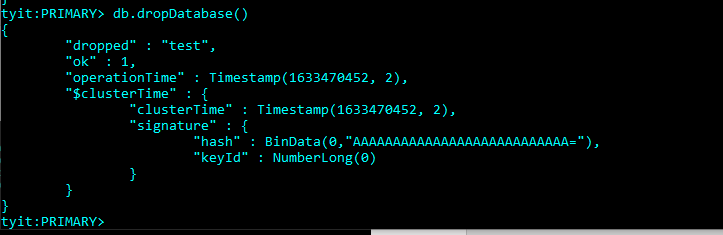 tyit:PRIMARY> db.dropDatabase()
{
"dropped" : "test",
"ok" : 1,
"operationTime" : Timestamp(1633470452, 2),
"$clusterTime" : {
"clusterTime" : Timestamp(1633470452, 2),
"signature" : {
"hash" : BinData(0,"AAAAAAAAAAAAAAAAAAAAAAAAAAA="),
"keyId" : NumberLong(0)
}
}
}
tyit:PRIMARY>